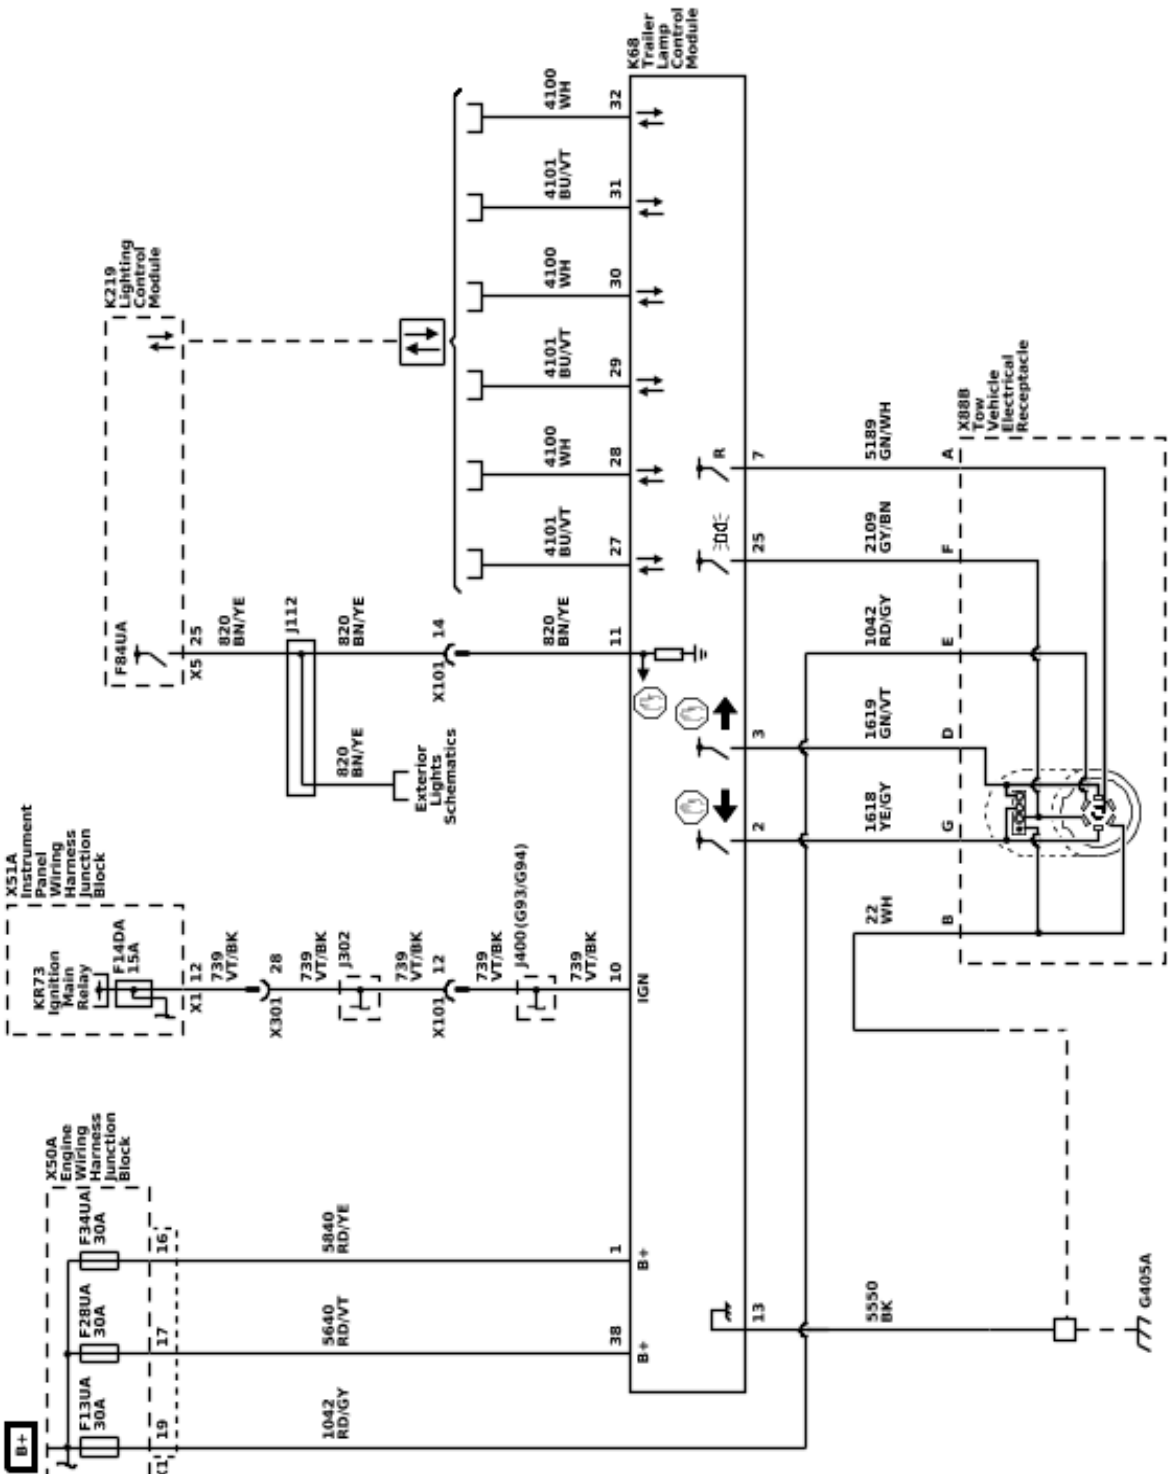 B+
X50A
Engine
Wiring
Harness
Junction
Block
F13UA
30A
F28UA
30A
F34UA
30A
19
17
16
1042
RD/GY
5640
RD/VT
5840
RD/YE
38
1
B+
B+
X51A
Instrument
Panel
Wiring
Harness
Junction
Block
KR73
Ignition
Main
Relay
F14DA
15A
X1
12
739
VT/BK
X301
28
739
VT/BK
J302
739
VT/BK
X101
12
739
VT/BK
J400 (G93/G94)
739
VT/BK
10
IGN
K219
Lighting
Control
Module
F84UA
X5
25
820
BN/YE
J112
820
BN/YE
820
BN/YE
Exterior
Lights
Schematics
X101
14
820
BN/YE
11
4101
BU/VT
27
4100
WH
28
4101
BU/VT
29
4100
WH
30
4101
BU/VT
31
4100
WH
32
K68
Trailer
Lamp
Control
Module
R
13
2
3
25
7
5550
BK
22
WH
1618
YE/GY
1619
GN/VT
1042
RD/GY
2109
GY/BN
5189
GN/WH
B
G
D
E
F
A
X88B
Tow
Vehicle
Electrical
Receptacle
G405A